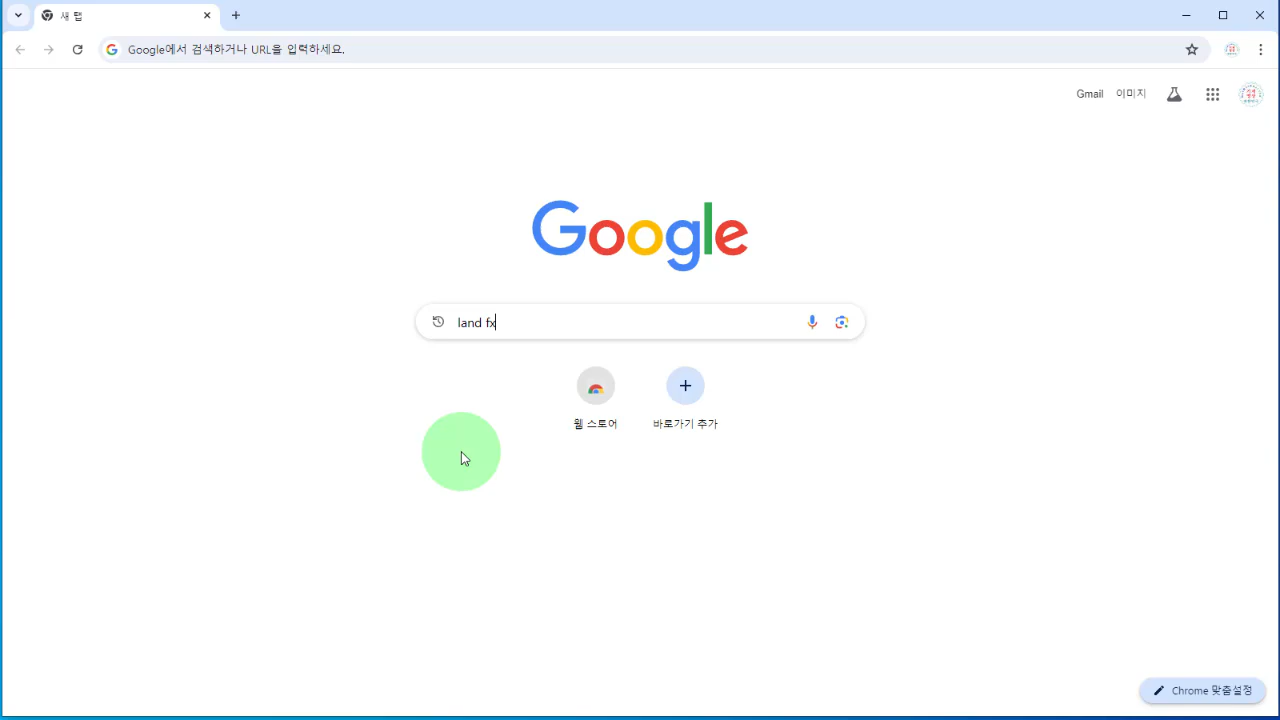 새 탭
Google에서 검색하거나 URL을 입력하세요.
Gmail 이미지
Google
land fx
웹 스토어 바로가기 추가
Chrome 맞춤설정